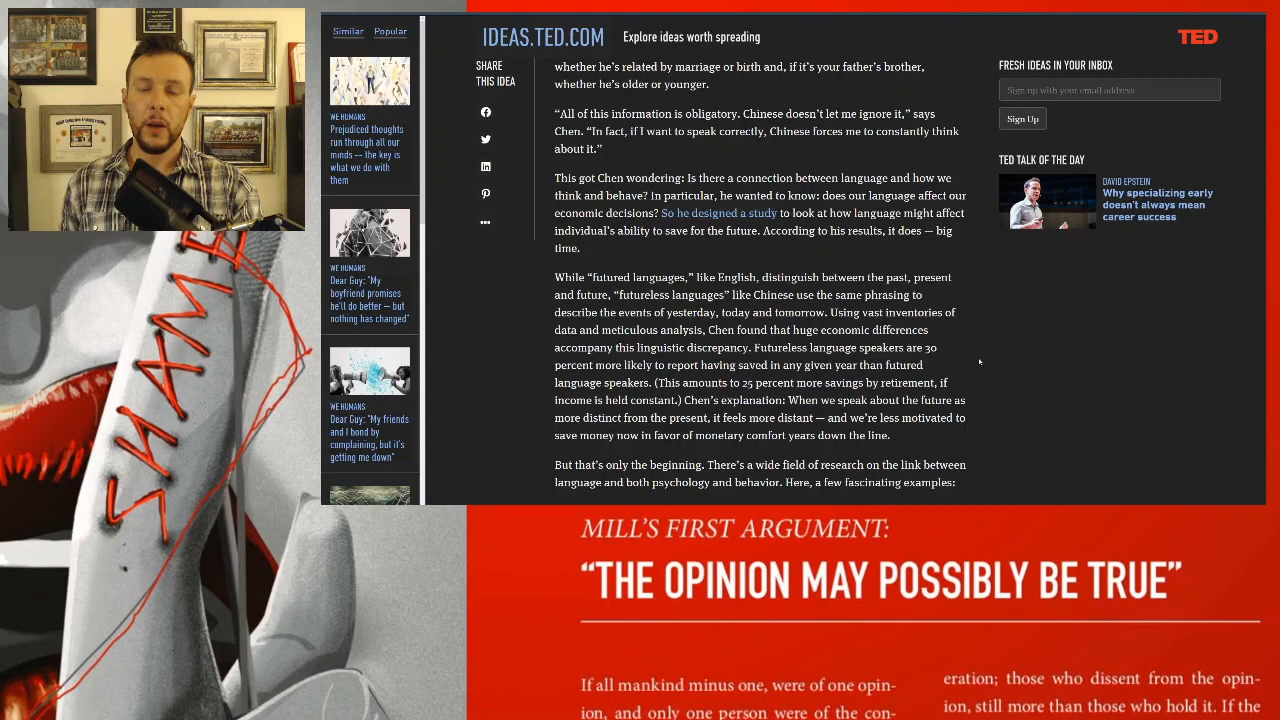 Similar
Popular
WE HUMANS
Prejudiced thoughts
run through all our
minds -- the key is
what we do with
them
WE HUMANS
Dear Guy: “My
boyfriend promises
he’ll do better — but
nothing has changed”
WE HUMANS
Dear Guy: “My friends
and I bond by
complaining, but it’s
getting me down”
IDEAS.TED.COM
Explore ideas worth spreading
TED
SHARE
THIS IDEA
whether he’s related by marriage or birth and, if it’s your father’s brother,
whether he’s older or younger.
“All of this information is obligatory. Chinese doesn’t let me ignore it,” says
Chen. “In fact, if I want to speak correctly, Chinese forces me to constantly think
about it.”
This got Chen wondering: Is there a connection between language and how we
think and behave? In particular, he wanted to know: does our language affect our
economic decisions? So he designed a study to look at how language might affect
individual’s ability to save for the future. According to his results, it does — big
time.
While “futured languages,” like English, distinguish between the past, present
and future, “futureless languages” like Chinese use the same phrasing to
describe the events of yesterday, today and tomorrow. Using vast inventories of
data and meticulous analysis, Chen found that huge economic differences
accompany this linguistic discrepancy. Futureless language speakers are 30
percent more likely to report having saved in any given year than futured
language speakers. (This amounts to 25 percent more savings by retirement, if
income is held constant.) Chen’s explanation: When we speak about the future as
more distinct from the present, it feels more distant — and we’re less motivated to
save money now in favor of monetary comfort years down the line.
But that’s only the beginning. There’s a wide field of research on the link between
language and both psychology and behavior. Here, a few fascinating examples:
FRESH IDEAS IN YOUR INBOX
Sign up with your email address
Sign Up
TED TALK OF THE DAY
DAVID EPSTEIN
Why specializing early
doesn’t always mean
career success
MILL’S FIRST ARGUMENT:
“THE OPINION MAY POSSIBLY BE TRUE”
If all mankind minus one, were of one opin-
ion, and only one person were of the con-
eration; those who dissent from the opin-
ion, still more than those who hold it. If the